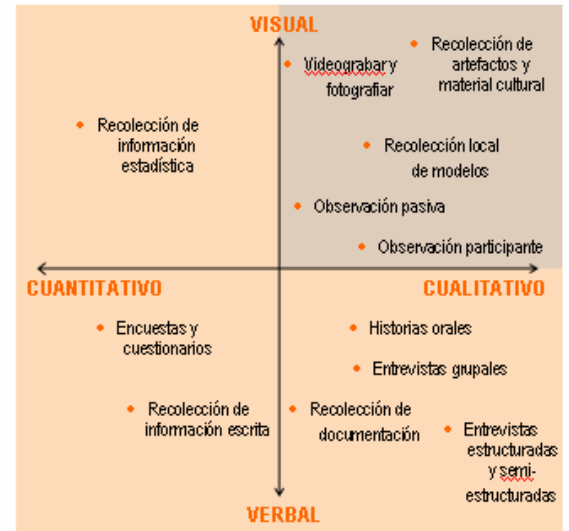 VISUAL
Videograbar y
fotografiar
Recolección de
artefactos y
material cultural
Recolección de
información
estadística
Recolección local
de modelos
Observación pasiva
Observación participante
CUANTITATIVO
CUALITATIVO
Encuestas y
cuestionarios
Historias orales
Entrevistas grupales
Recolección de
información escrita
Recolección de
documentación
Entrevistas
estructuradas
y semi-
estructuradas
VERBAL